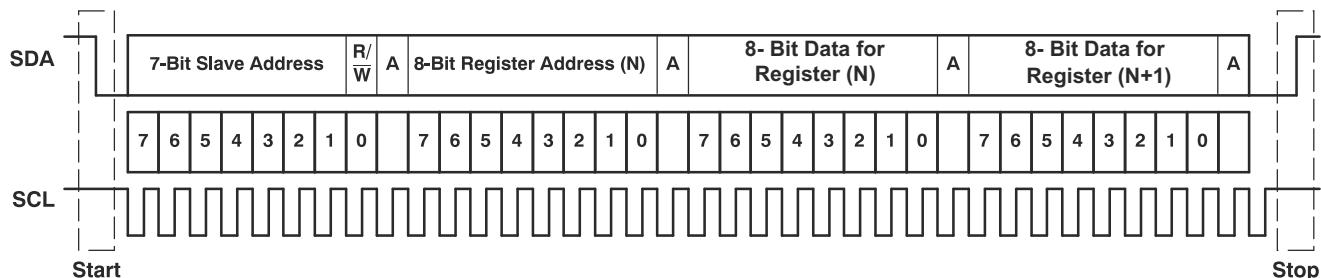 SDA
7-Bit Slave Address
R/
W
A
8-Bit Register Address (N)
A
8- Bit Data for
Register (N)
A
8- Bit Data for
Register (N+1)
A
7 6 5 4 3 2 1 0 7 6 5 4 3 2 1 0 7 6 5 4 3 2 1 0 7 6 5 4 3 2 1 0
SCL
Start
Stop